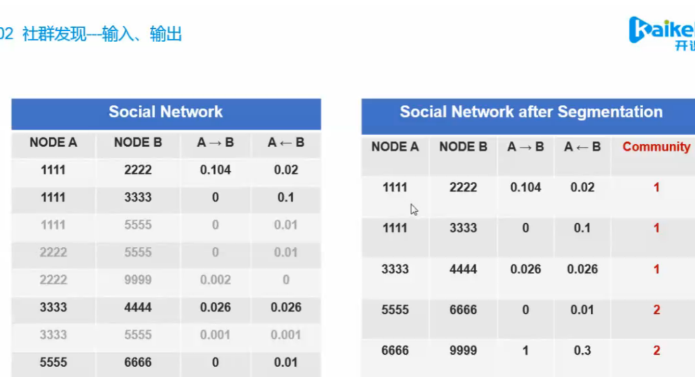 02 社群发现---输入、输出
Kaike
开课
Social Network
NODE A NODE B A → B A ← B
1111 2222 0.104 0.02
1111 3333 0 0.1
1111 5555 0 0.01
2222 5555 0 0.01
2222 9999 0.002 0
3333 4444 0.026 0.026
3333 5555 0.001 0.001
5555 6666 0 0.01
Social Network after Segmentation
NODE A NODE B A → B A ← B Community
1111 2222 0.104 0.02 1
1111 3333 0 0.1 1
3333 4444 0.026 0.026 1
5555 6666 0 0.01 2
6666 9999 1 0.3 2